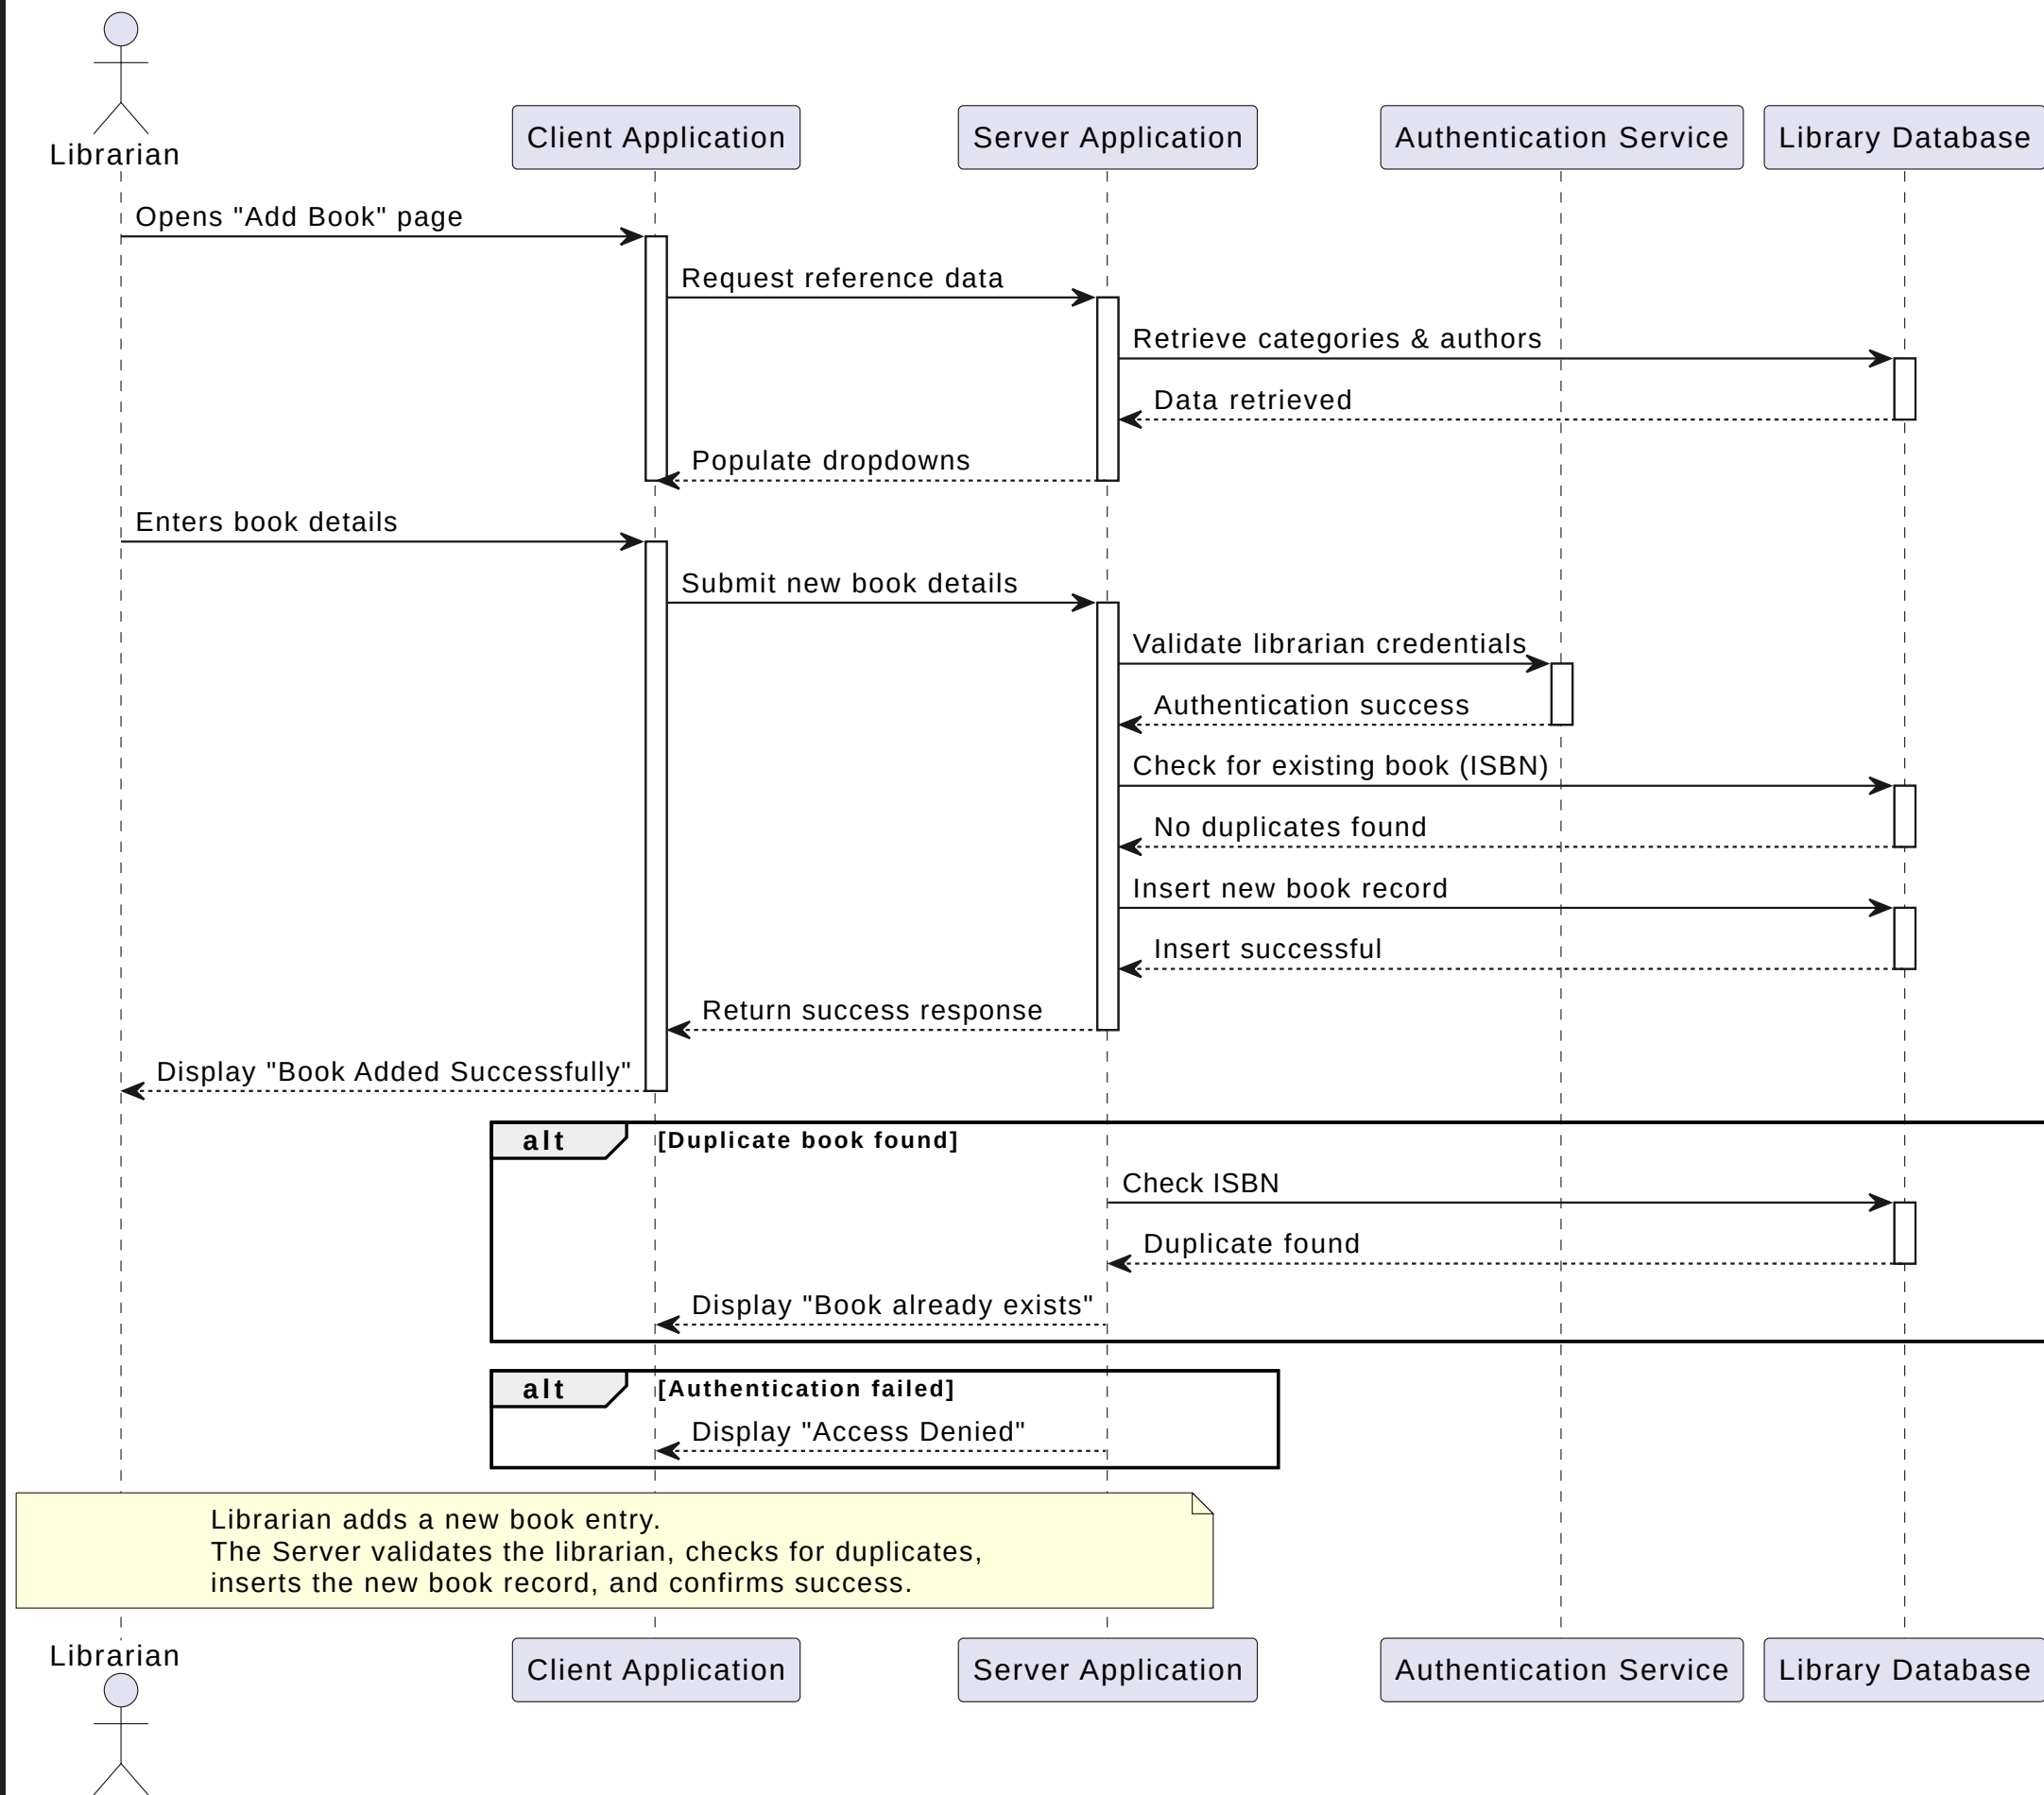 Librarian
Client Application
Server Application
Authentication Service
Library Database
Opens "Add Book" page
Request reference data
Retrieve categories & authors
Data retrieved
Populate dropdowns
Enters book details
Submit new book details
Validate librarian credentials
Authentication success
Check for existing book (ISBN)
No duplicates found
Insert new book record
Insert successful
Return success response
Display "Book Added Successfully"
alt
[Duplicate book found]
Check ISBN
Duplicate found
Display "Book already exists"
alt
[Authentication failed]
Display "Access Denied"
Librarian adds a new book entry.
The Server validates the librarian, checks for duplicates,
inserts the new book record, and confirms success.
Librarian
Client Application
Server Application
Authentication Service
Library Database